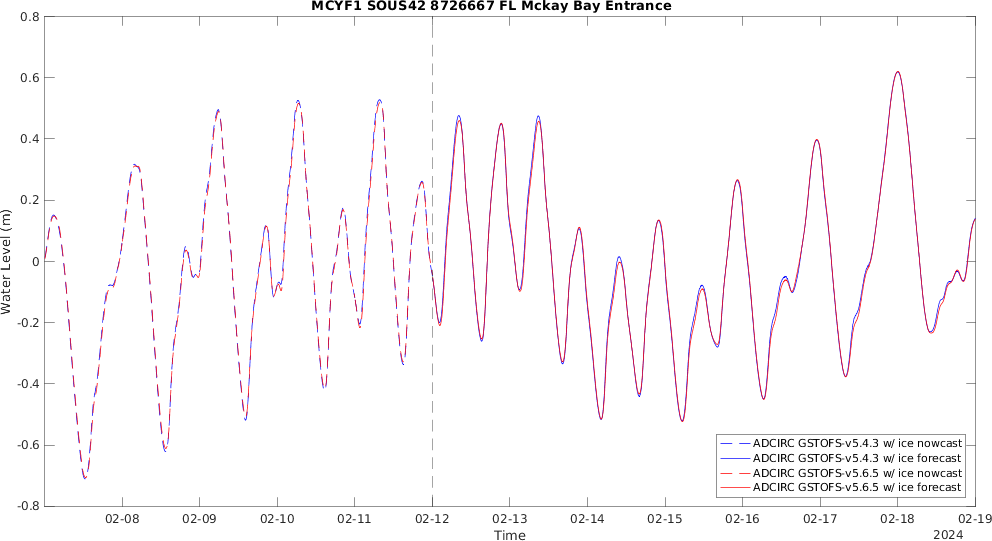 MCYF1 SOUS42 8726667 FL Mckay Bay Entrance
Water Level (m)
0.8
0.6
0.4
0.2
0
-0.2
-0.4
-0.6
-0.8
ADCIRC GSTOFS-v5.4.3 w/ ice nowcast
ADCIRC GSTOFS-v5.4.3 w/ ice forecast
ADCIRC GSTOFS-v5.6.5 w/ ice nowcast
ADCIRC GSTOFS-v5.6.5 w/ ice forecast
02-08 02-09 02-10 02-11 02-12 02-13 02-14 02-15 02-16 02-17 02-18 02-19
Time
2024